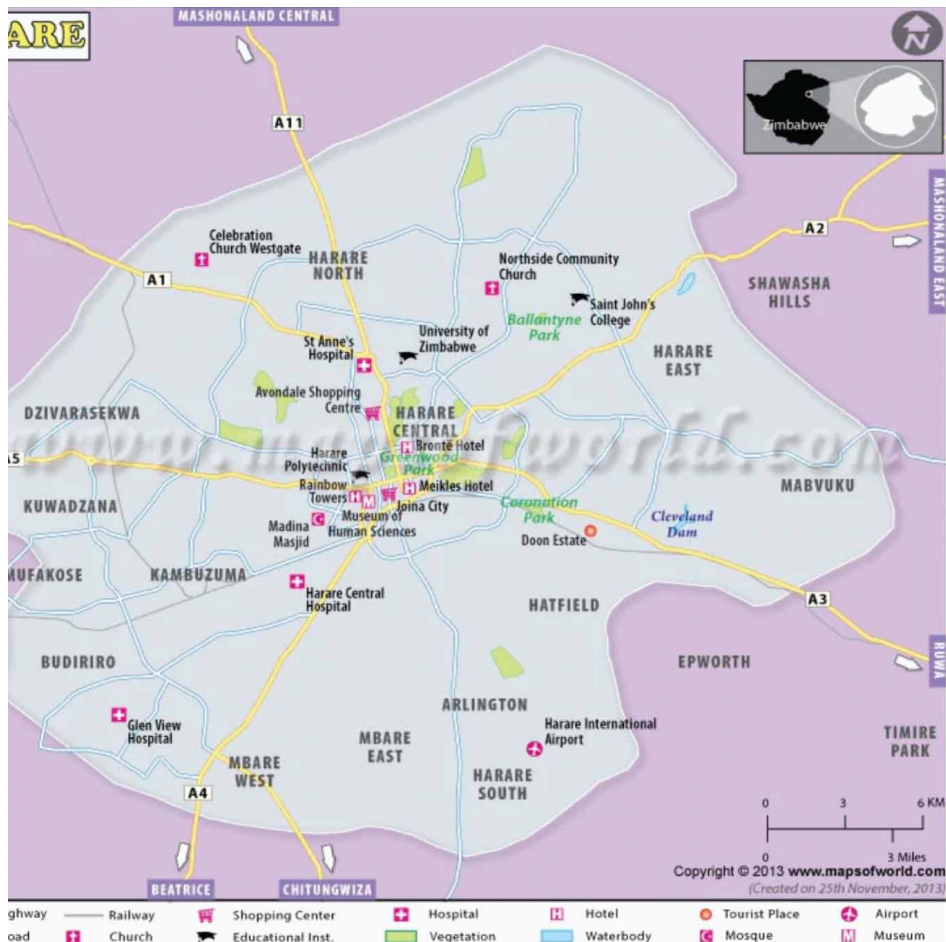 ARE
MASHONALAND CENTRAL
N
Zimbabwe
A11
MASHONALAND EAST
A2
Celebration
Church Westgate
HARARE
NORTH
Northside Community
Church
A1
SHAWASHA
HILLS
Saint John's
College
Ballantyne
Park
University of
Zimbabwe
St Anne's
Hospital
HARARE
EAST
Avondale Shopping
Centre
DZIVARASEKWA
HARARE
CENTRAL
www.mapsofworld.com
Bronte Hotel
A5
Harare
Polytechnic
Greenwood
Park
Rainbow
Towers
Meikles Hotel
MABVUKU
KUWADZANA
Joina City
Coronation
Park
Cleveland
Dam
Museum of
Human Sciences
Madina
Masjid
Doon Estate
MUFAKOSE
KAMBUZUMA
Harare Central
Hospital
HATFIELD
A3
BUDIRIRO
EPWORTH
RUWA
ARLINGTON
Glen View
Hospital
Harare International
Airport
TIMIRE
PARK
MBARE
EAST
MBARE
WEST
HARARE
SOUTH
A4
0 3 6 KM
0 3 Miles
Copyright © 2013 www.mapsofworld.com
(Created on 25th November, 2013)
BEATRICE
CHITUNGWIZA
ghway Railway Shopping Center Hospital Hotel Tourist Place Airport
oad Church Educational Inst. Vegetation Waterbody Mosque Museum